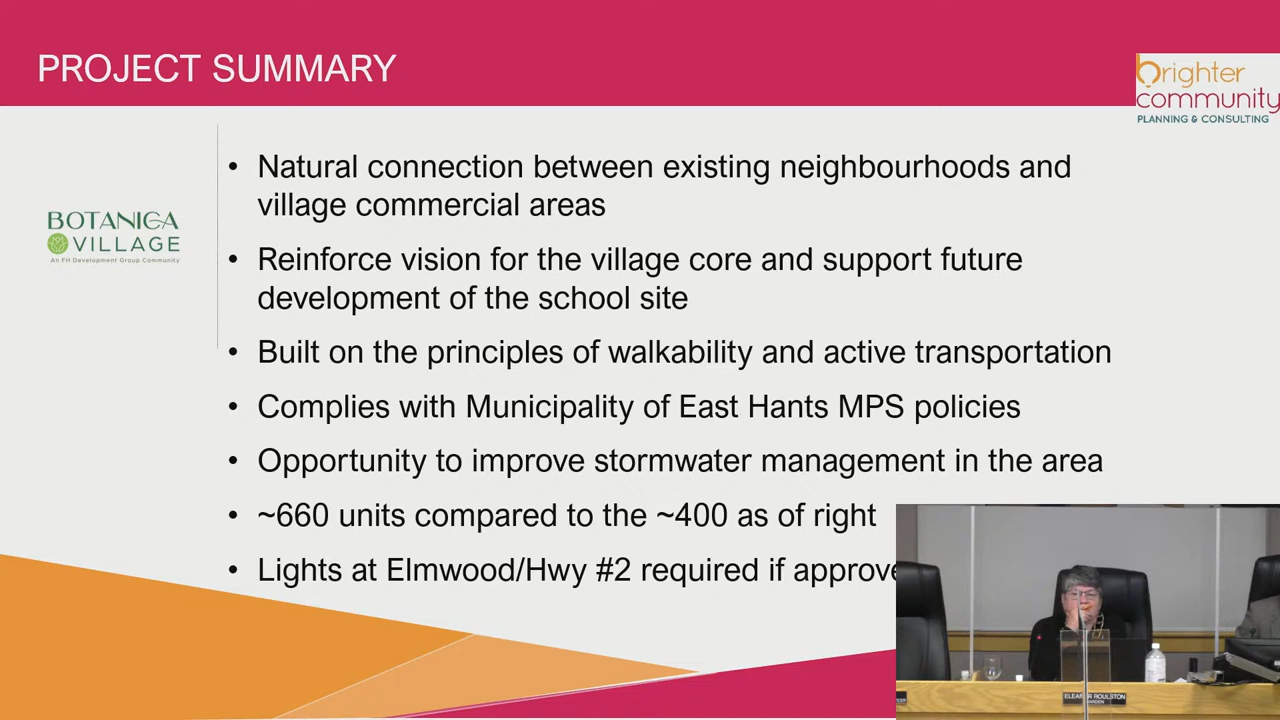 PROJECT SUMMARY
brighter
community
PLANNING & CONSULTING
BOTANICA
VILLAGE
An FH Development Group Community
• Natural connection between existing neighbourhoods and
village commercial areas
• Reinforce vision for the village core and support future
development of the school site
• Built on the principles of walkability and active transportation
• Complies with Municipality of East Hants MPS policies
• Opportunity to improve stormwater management in the area
• ~660 units compared to the ~400 as of right
• Lights at Elmwood/Hwy #2 required if approve
ELEANOR ROULSTON
WARDEN